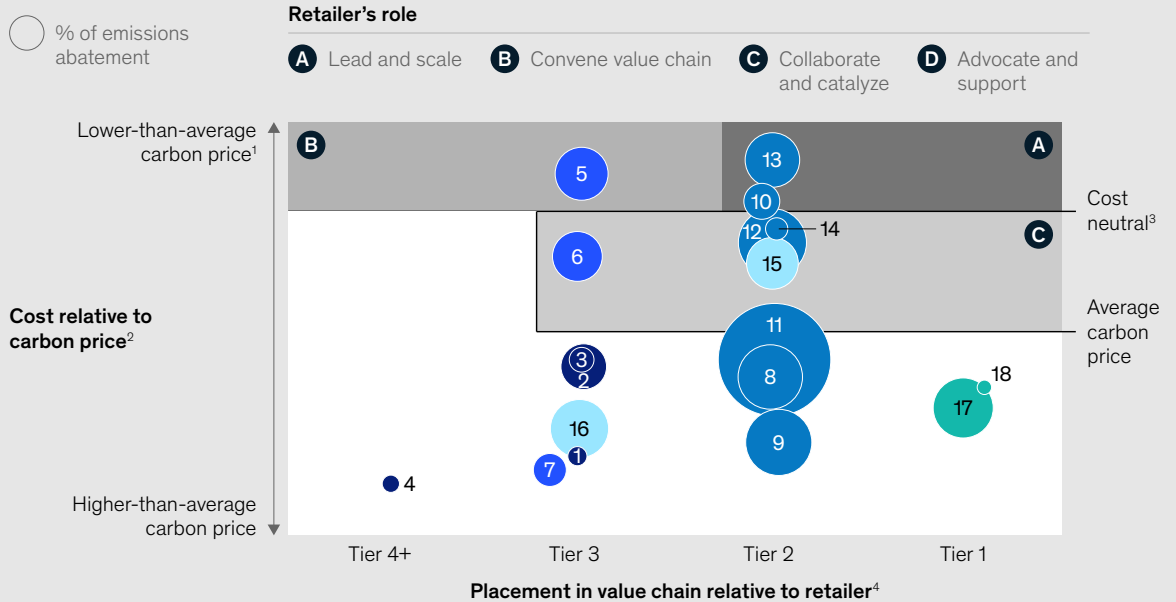 % of emissions
abatement
Retailer’s role
A Lead and scale
B Convene value chain
C Collaborate
and catalyze
D Advocate and
support
Lower-than-average
carbon price1
Cost relative to
carbon price2
Higher-than-average
carbon price
B
A
C
5
13
10
12
14
6
15
11
3
2
8
18
17
16
1
9
7
4
Cost
neutral3
Average
carbon
price
Tier 4+
Tier 3
Tier 2
Tier 1
Placement in value chain relative to retailer4